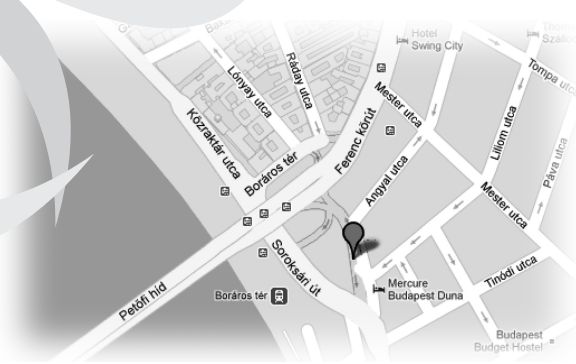 Hotel
Swing City
Tompa utca
Lónyay utca
Ráday utca
Mester utca
Közraktár utca
Ferenc körút
Liliom utca
Páva utca
Boráros tér
Angyal utca
Mester utca
Soroksári út
Tinódi utca
Petőfi híd
Boráros tér
Mercure
Budapest Duna
Budapest
Budget Hostel